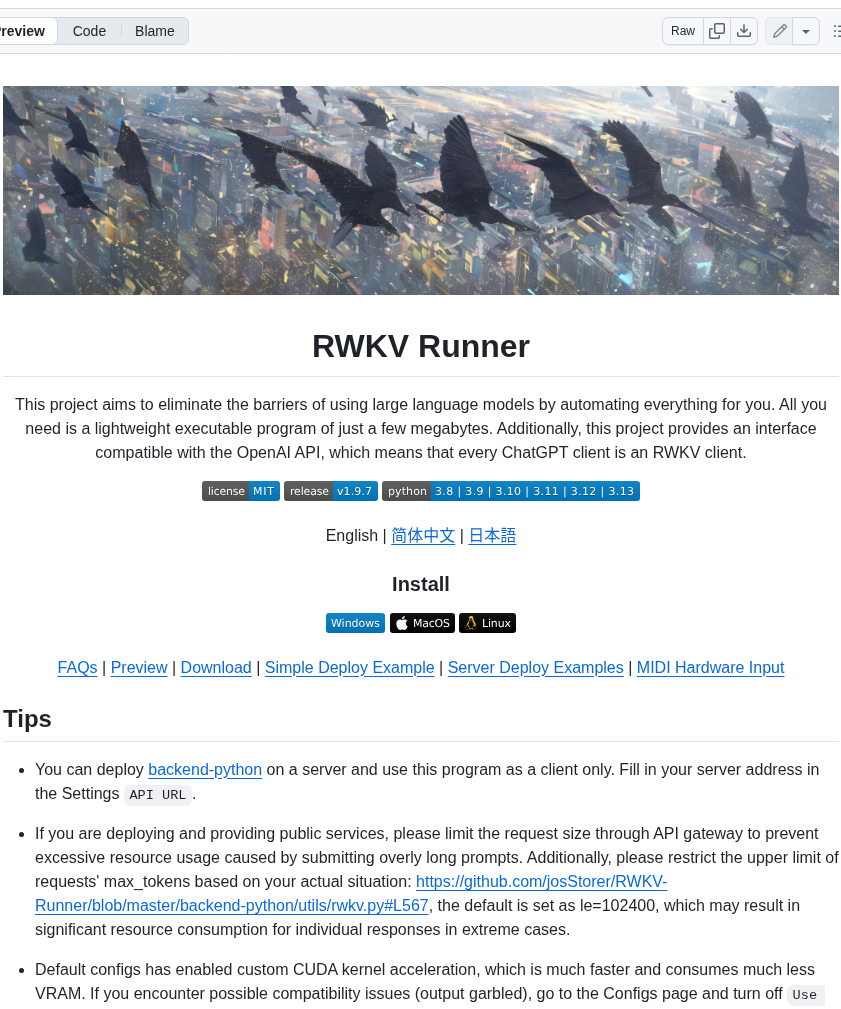 Preview Code Blame Raw
RWKV Runner
This project aims to eliminate the barriers of using large language models by automating everything for you. All you
need is a lightweight executable program of just a few megabytes. Additionally, this project provides an interface
compatible with the OpenAI API, which means that every ChatGPT client is an RWKV client.
license MIT release v1.9.7 python 3.8 | 3.9 | 3.10 | 3.11 | 3.12 | 3.13
English | 简体中文 | 日本語
Install
Windows MacOS Linux
FAQs | Preview | Download | Simple Deploy Example | Server Deploy Examples | MIDI Hardware Input
Tips
• You can deploy backend-python on a server and use this program as a client only. Fill in your server address in
the Settings API URL.
• If you are deploying and providing public services, please limit the request size through API gateway to prevent
excessive resource usage caused by submitting overly long prompts. Additionally, please restrict the upper limit of
requests' max_tokens based on your actual situation: https://github.com/josStorer/RWKV-
Runner/blob/master/backend-python/utils/rwkv.py#L567, the default is set as le=102400, which may result in
significant resource consumption for individual responses in extreme cases.
• Default configs has enabled custom CUDA kernel acceleration, which is much faster and consumes much less
VRAM. If you encounter possible compatibility issues (output garbled), go to the Configs page and turn off Use